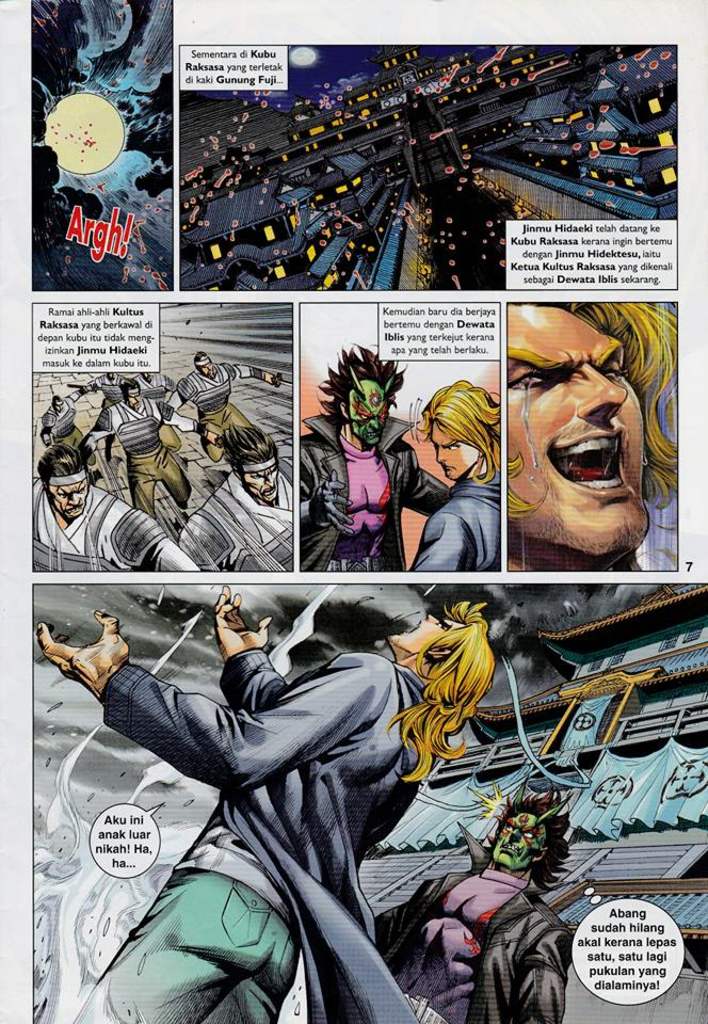 Argh!
Sementara di Kubu
Raksasa yang terletak
di kaki Gunung Fuji...
Jinmu Hidaeki telah datang ke
Kubu Raksasa kerana ingin bertemu
dengan Jinmu Hidektesu, iaitu
Ketua Kultus Raksasa yang dikenali
sebagai Dewata Iblis sekarang.
Ramai ahli-ahli Kultus
Raksasa yang berkawal di
depan kubu itu tidak meng-
izinkan Jinmu Hidaeki
masuk ke dalam kubu itu.
Kemudian baru dia berjaya
bertemu dengan Dewata
Iblis yang terkejut kerana
apa yang telah berlaku.
7
Aku ini
anak luar
nikah! Ha,
ha...
Abang
sudah hilang
akal kerana lepas
satu, satu lagi
pukulan yang
dialaminya!